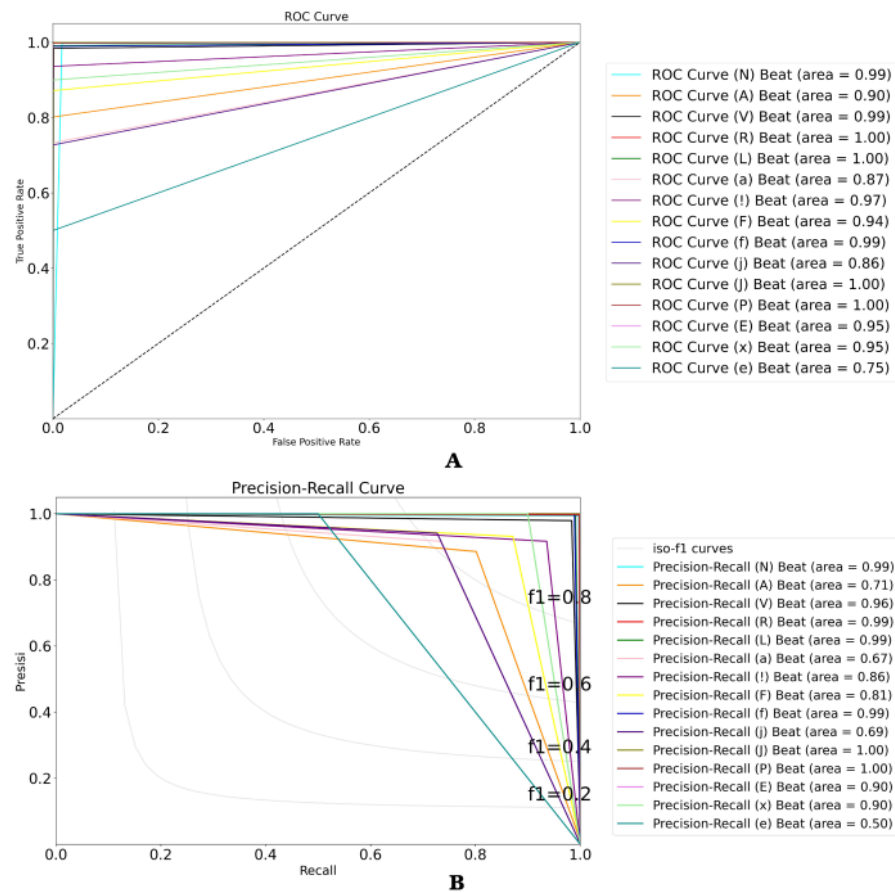 ROC Curve
1.0
0.8
0.6
0.4
0.2
True Positive Rate
0.0
0.2
0.4
0.6
0.8
1.0
False Positive Rate
ROC Curve (N) Beat (area = 0.99)
ROC Curve (A) Beat (area = 0.90)
ROC Curve (V) Beat (area = 0.99)
ROC Curve (R) Beat (area = 1.00)
ROC Curve (L) Beat (area = 1.00)
ROC Curve (a) Beat (area = 0.87)
ROC Curve (!) Beat (area = 0.97)
ROC Curve (F) Beat (area = 0.94)
ROC Curve (f) Beat (area = 0.99)
ROC Curve (j) Beat (area = 0.86)
ROC Curve (J) Beat (area = 1.00)
ROC Curve (P) Beat (area = 1.00)
ROC Curve (E) Beat (area = 0.95)
ROC Curve (x) Beat (area = 0.95)
ROC Curve (e) Beat (area = 0.75)
A
Precision-Recall Curve
1.0
0.8
0.6
0.4
0.2
Presisi
f1=0.8
f1=0.6
f1=0.4
f1=0.2
0.0
0.2
0.4
0.6
0.8
1.0
Recall
iso-f1 curves
Precision-Recall (N) Beat (area = 0.99)
Precision-Recall (A) Beat (area = 0.71)
Precision-Recall (V) Beat (area = 0.96)
Precision-Recall (R) Beat (area = 0.99)
Precision-Recall (L) Beat (area = 0.99)
Precision-Recall (a) Beat (area = 0.67)
Precision-Recall (!) Beat (area = 0.86)
Precision-Recall (F) Beat (area = 0.81)
Precision-Recall (f) Beat (area = 0.99)
Precision-Recall (j) Beat (area = 0.69)
Precision-Recall (J) Beat (area = 1.00)
Precision-Recall (P) Beat (area = 1.00)
Precision-Recall (E) Beat (area = 0.90)
Precision-Recall (x) Beat (area = 0.90)
Precision-Recall (e) Beat (area = 0.50)
B